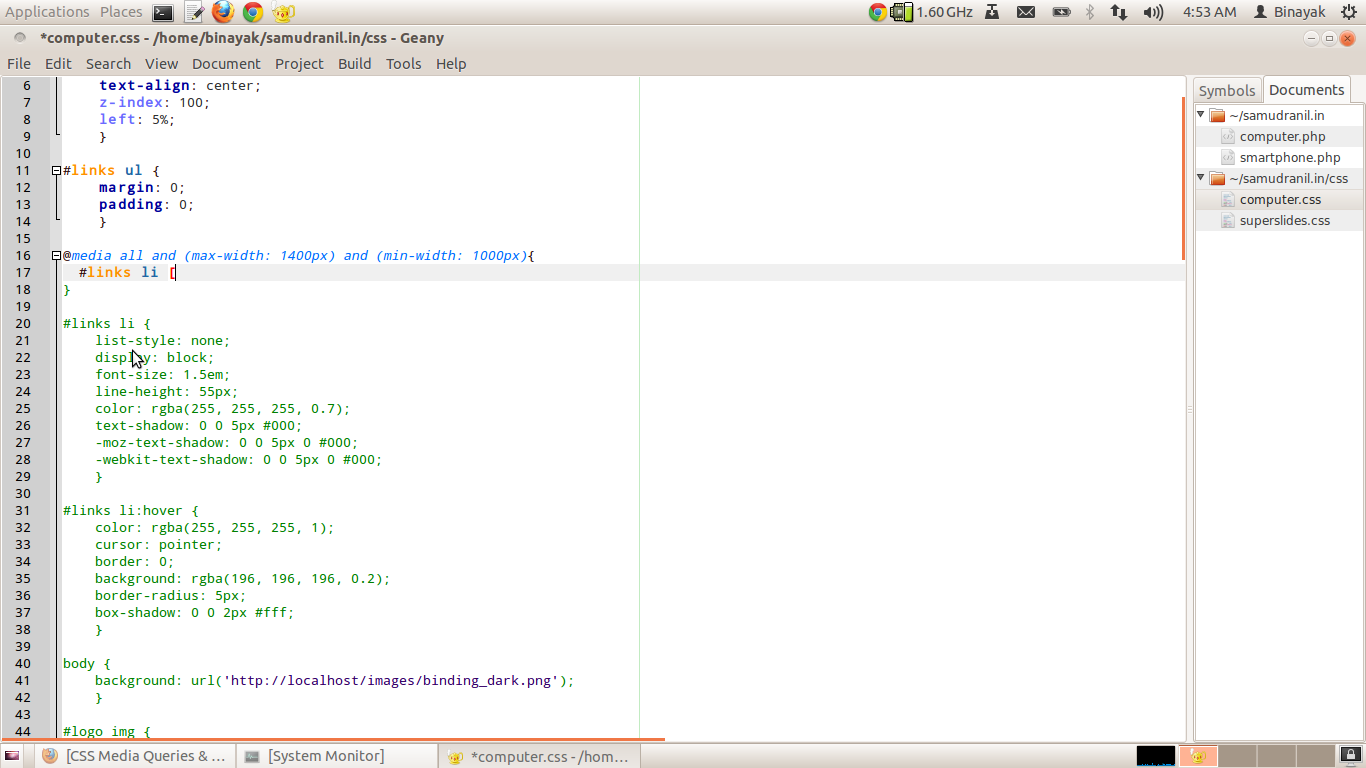 Applications Places 1.60 GHz 4:53 AM Binayak
*computer.css - /home/binayak/samudranil.in/css - Geany
File Edit Search View Document Project Build Tools Help
Symbols Documents
~/samudranil.in
computer.php
smartphone.php
~/samudranil.in/css
computer.css
superslides.css
6 text-align: center;
7 z-index: 100;
8 left: 5%;
9 }
10
11 #links ul {
12 margin: 0;
13 padding: 0;
14 }
15
16 @media all and (max-width: 1400px) and (min-width: 1000px){
17 #links li [
18 }
19
20 #links li {
21 list-style: none;
22 display: block;
23 font-size: 1.5em;
24 line-height: 55px;
25 color: rgba(255, 255, 255, 0.7);
26 text-shadow: 0 0 5px #000;
27 -moz-text-shadow: 0 0 5px 0 #000;
28 -webkit-text-shadow: 0 0 5px 0 #000;
29 }
30
31 #links li:hover {
32 color: rgba(255, 255, 255, 1);
33 cursor: pointer;
34 border: 0;
35 background: rgba(196, 196, 196, 0.2);
36 border-radius: 5px;
37 box-shadow: 0 0 2px #fff;
38 }
39
40 body {
41 background: url('http://localhost/images/binding_dark.png');
42 }
43
44 #logo img {
[CSS Media Queries & ... [System Monitor] *computer.css - /hom...